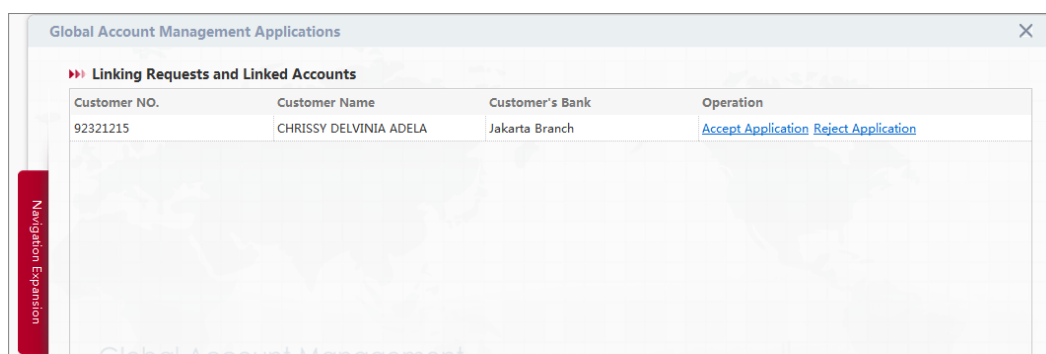 Global Account Management Applications
Linking Requests and Linked Accounts
Customer NO. Customer Name Customer's Bank Operation
92321215 CHRISSY DELVINIA ADELA Jakarta Branch Accept Application Reject Application
Navigation Expansion
Global Account Management